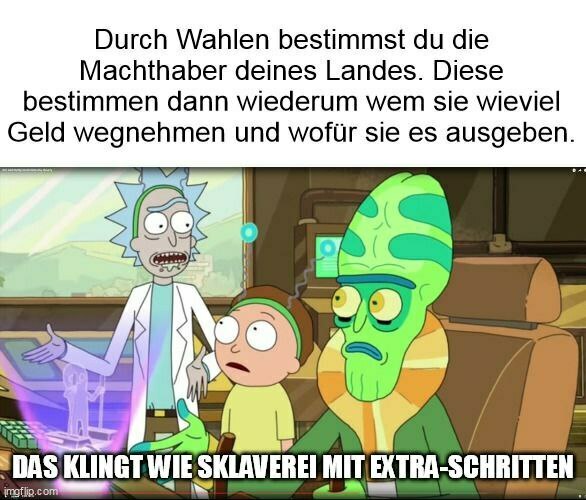 Durch Wahlen bestimmst du die
Machthaber deines Landes. Diese
bestimmen dann wiederum wem sie wieviel
Geld wegnehmen und wofür sie es ausgeben.
DAS KLINGT WIE SKLAVEREI MIT EXTRA-SCHRITTEN
imgflip.com